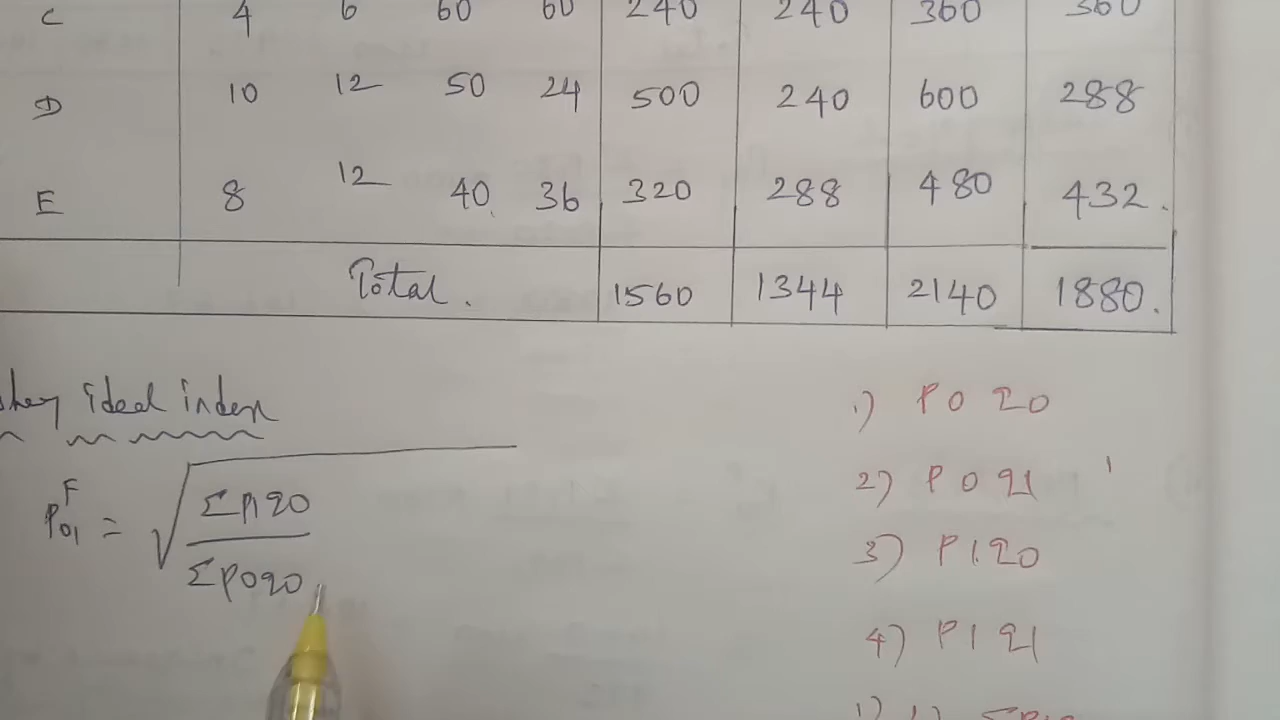 C 4 6 60 60 240 240 360 360
D 10 12 50 24 500 240 600 288
E 8 12 40 36 320 288 480 432.
Total. 1560 1344 2140 1880.
ideal index
P01 F = √ Σp1q0
Σp0q0
1) P0 q0
2) P0 q1
3) P1.q0
4) P1 q1